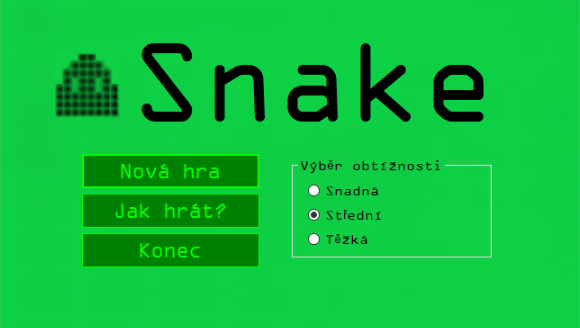 Snake
Nová hra
Jak hrát?
Konec
Výběr obtížnosti
Snadná
Střední
Těžká